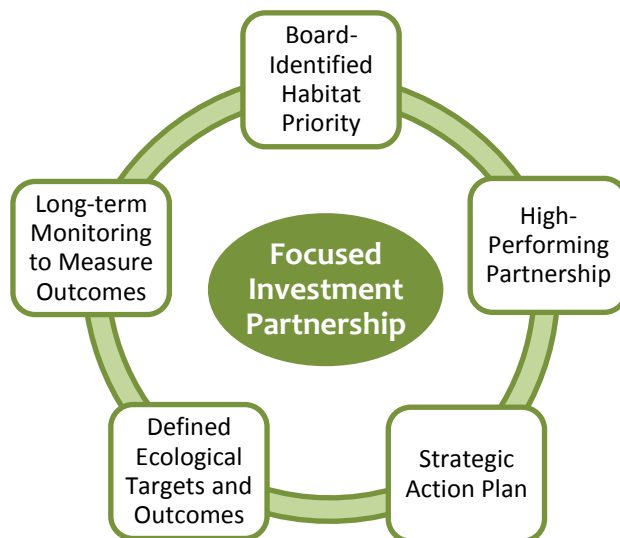 Board-
Identified
Habitat
Priority
High-
Performing
Partnership
Strategic
Action Plan
Defined
Ecological
Targets and
Outcomes
Long-term
Monitoring
to Measure
Outcomes
Focused
Investment
Partnership